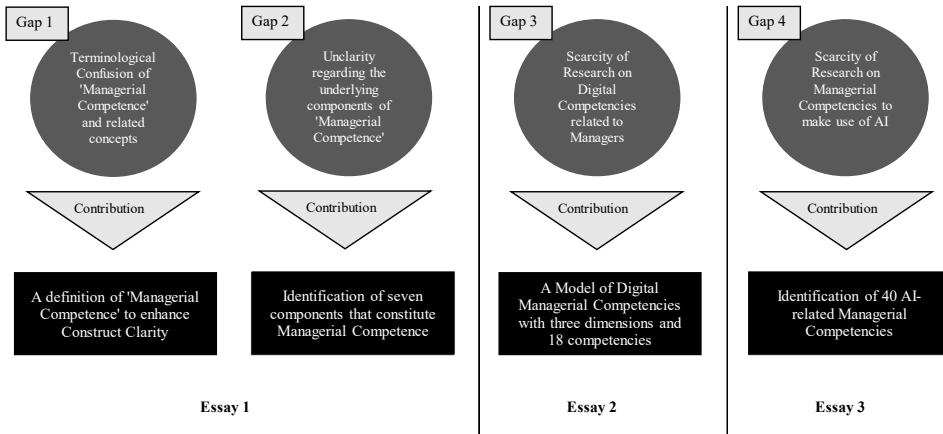 Gap 1
Terminological
Confusion of
'Managerial
Competence'
and related
concepts
Contribution
A definition of 'Managerial
Competence' to enhance
Construct Clarity
Gap 2
Unclarity
regarding the
underlying
components of
'Managerial
Competence'
Contribution
Identification of seven
components that constitute
Managerial Competence
Essay 1
Gap 3
Scarcity of
Research on
Digital
Competencies
related to
Managers
Contribution
A Model of Digital
Managerial Competencies
with three dimensions and
18 competencies
Essay 2
Gap 4
Scarcity of
Research on
Managerial
Competencies to
make use of AI
Contribution
Identification of 40 AI-
related Managerial
Competencies
Essay 3